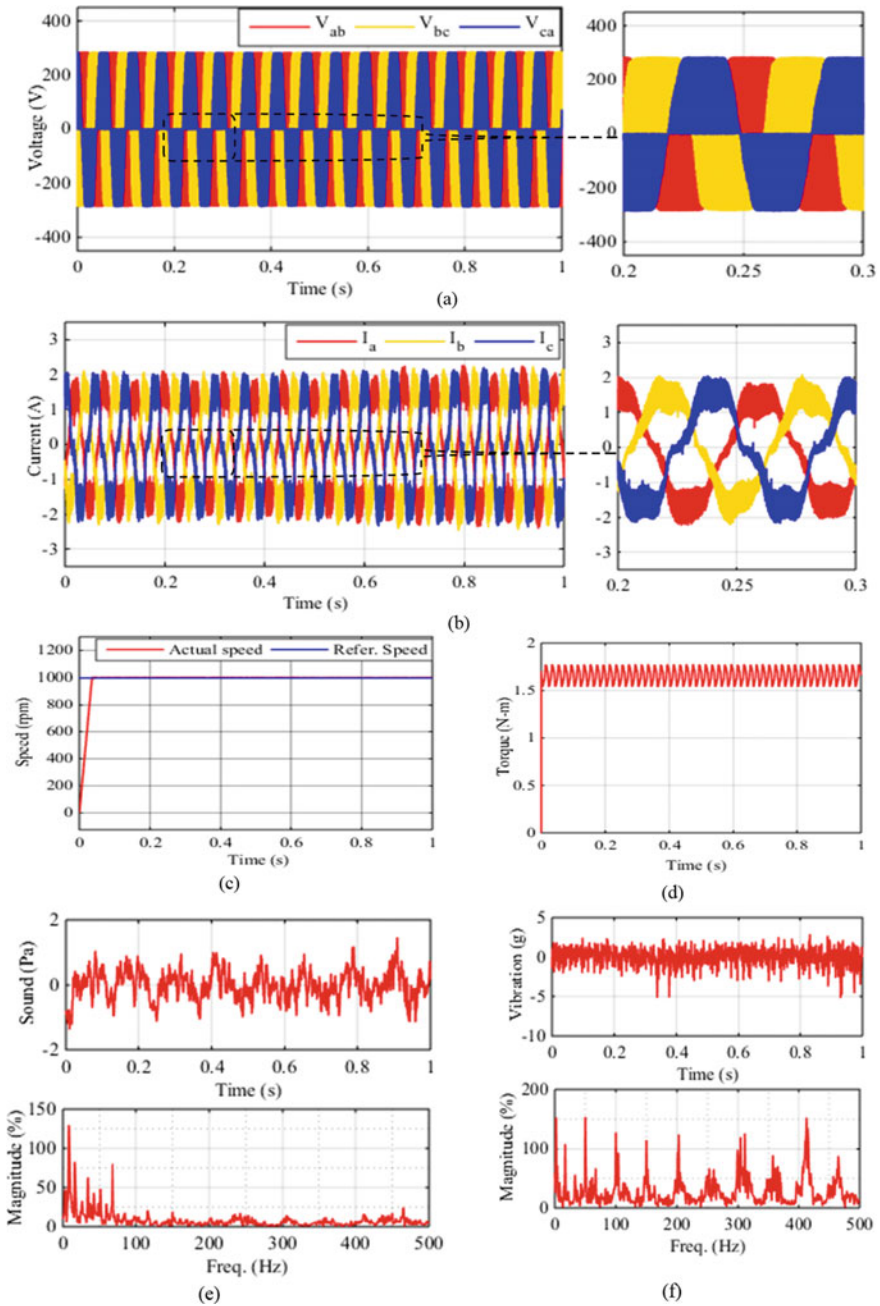 400
200
0
-200
-400
Voltage (V)
V_ab V_bc V_ca
0 0.2 0.4 0.6 0.8 1
Time (s)
400
200
0
-200
-400
0.2 0.25 0.3
(a)
3
2
1
0
-1
-2
-3
Current (A)
I_a I_b I_c
0 0.2 0.4 0.6 0.8 1
Time (s)
3
2
1
0
-1
-2
-3
0.2 0.25 0.3
(b)
1200
1000
800
600
400
200
0
Speed (rpm)
Actual speed Refer. Speed
0 0.2 0.4 0.6 0.8 1
Time (s)
(c)
2
1.5
1
0.5
0
Torque (N-m)
0 0.2 0.4 0.6 0.8 1
Time (s)
(d)
2
0
-2
Sound (Pa)
0 0.2 0.4 0.6 0.8 1
Time (s)
150
100
50
0
Magnitude (%)
0 100 200 300 400 500
Freq. (Hz)
(e)
5
0
-5
-10
Vibration (g)
0 0.2 0.4 0.6 0.8 1
Time (s)
200
100
0
Magnitude (%)
0 100 200 300 400 500
Freq. (Hz)
(f)